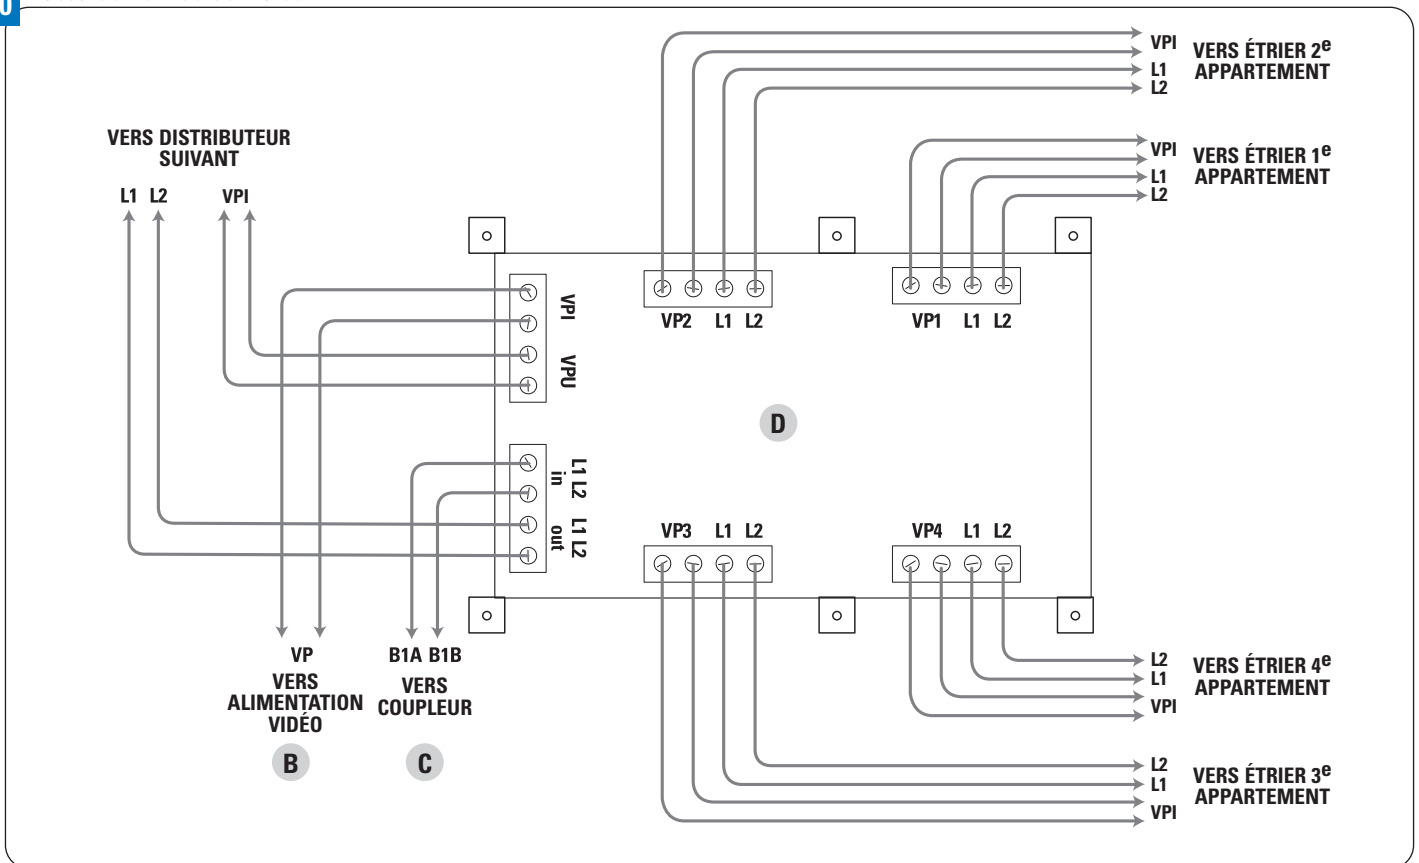 0
VPI
L1
L2
VERS ÉTRIER 2e
APPARTEMENT
VPI
L1
L2
VERS ÉTRIER 1e
APPARTEMENT
VERS DISTRIBUTEUR
SUIVANT
L1 L2 VPI
VPI
VPU
VP2 L1 L2
VP1 L1 L2
D
L1 L2
in
L1 L2
out
VP3 L1 L2
VP4 L1 L2
VP
VERS
ALIMENTATION
VIDÉO
B
B1A B1B
VERS
COUPLEUR
C
L2
L1
VPI
VERS ÉTRIER 4e
APPARTEMENT
L2
L1
VPI
VERS ÉTRIER 3e
APPARTEMENT